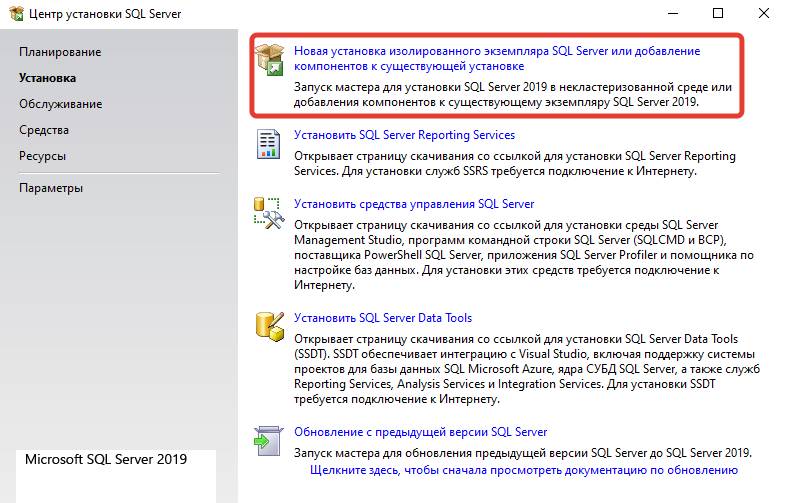 Центр установки SQL Server
Планирование
Установка
Обслуживание
Средства
Ресурсы
Параметры
Microsoft SQL Server 2019
Новая установка изолированного экземпляра SQL Server или добавление
компонентов к существующей установке
Запуск мастера для установки SQL Server 2019 в некластеризованной среде или
добавления компонентов к существующему экземпляру SQL Server 2019.
Установить SQL Server Reporting Services
Открывает страницу скачивания со ссылкой для установки SQL Server Reporting
Services. Для установки служб SSRS требуется подключение к Интернету.
Установить средства управления SQL Server
Открывает страницу скачивания со ссылкой для установки среды SQL Server
Management Studio, программ командной строки SQL Server (SQLCMD и BCP),
поставщика PowerShell SQL Server, приложения SQL Server Profiler и помощника по
настройке баз данных. Для установки этих средств требуется подключение к
Интернету.
Установить SQL Server Data Tools
Открывает страницу скачивания со ссылкой для установки SQL Server Data Tools
(SSDT). SSDT обеспечивает интеграцию с Visual Studio, включая поддержку системы
проектов для базы данных SQL Microsoft Azure, ядра СУБД SQL Server, а также служб
Reporting Services, Analysis Services и Integration Services. Для установки SSDT
требуется подключение к Интернету.
Обновление с предыдущей версии SQL Server
Запуск мастера для обновления предыдущей версии SQL Server до SQL Server 2019.
Щелкните здесь, чтобы сначала просмотреть документацию по обновлению